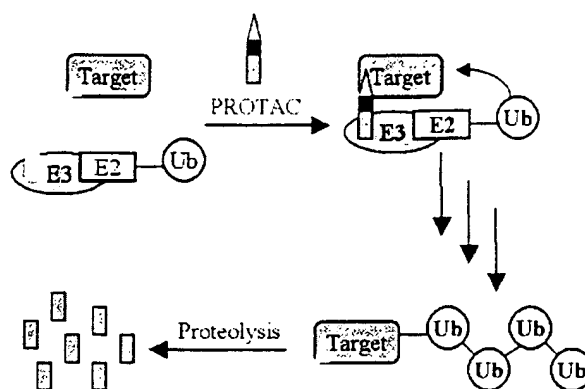 Target
PROTAC
E3 E2 Ub
Target
E3 E2 Ub
Proteolysis
Target
Ub Ub Ub Ub